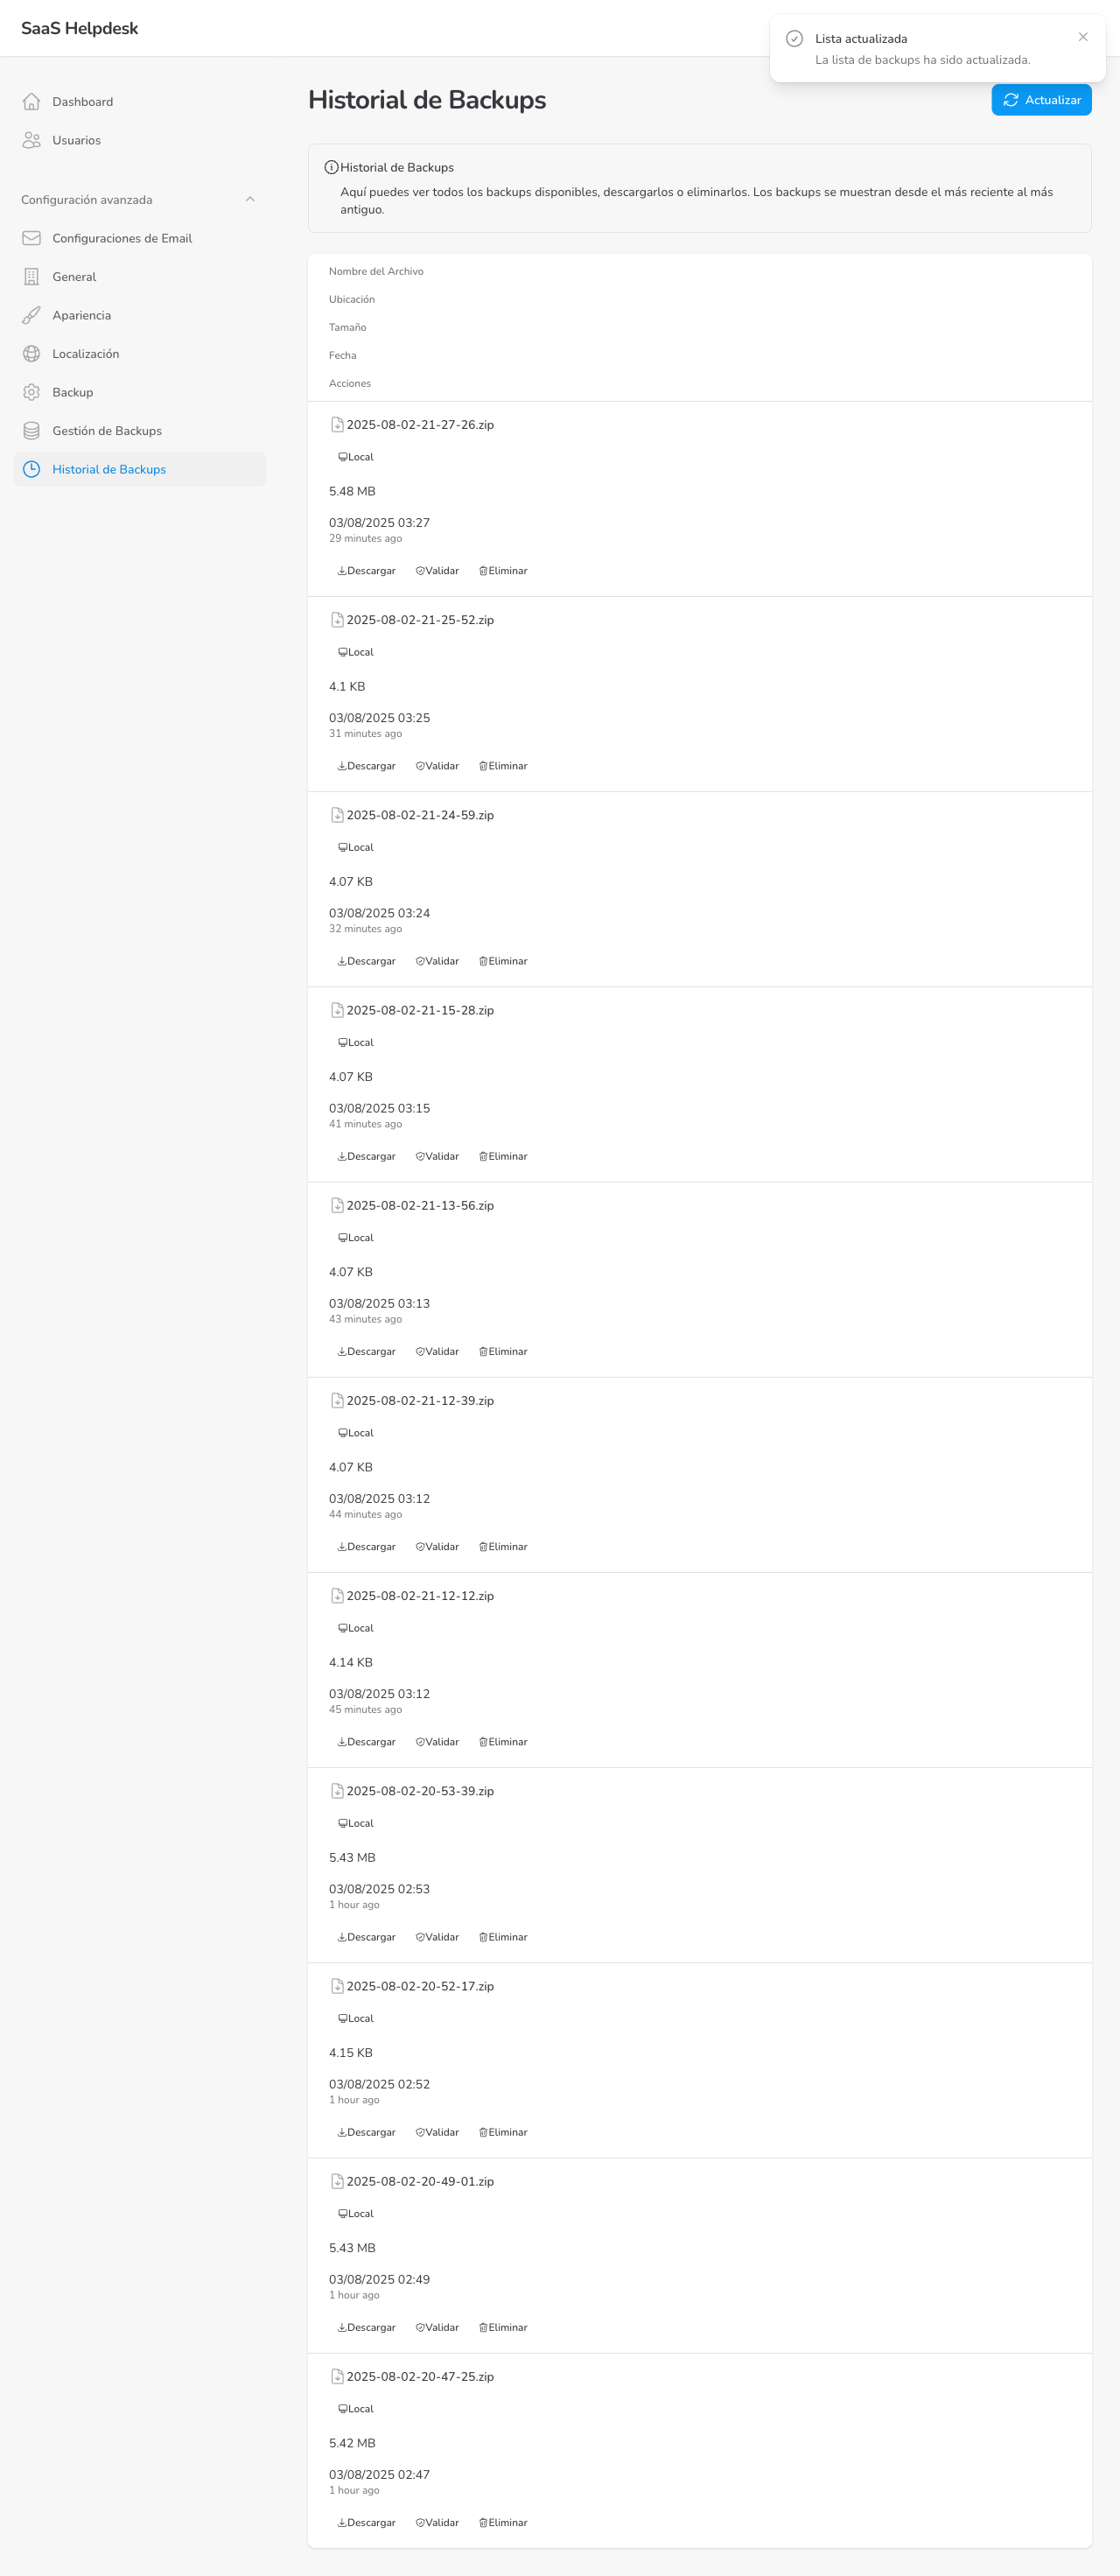 SaaS Helpdesk
Lista actualizada
La lista de backups ha sido actualizada.
Dashboard
Usuarios
Configuración avanzada
Configuraciones de Email
General
Apariencia
Localización
Backup
Gestión de Backups
Historial de Backups
Historial de Backups
Actualizar
Historial de Backups
Aquí puedes ver todos los backups disponibles, descargarlos o eliminarlos. Los backups se muestran desde el más reciente al más
antiguo.
Nombre del Archivo
Ubicación
Tamaño
Fecha
Acciones
2025-08-02-21-27-26.zip
Local
5.48 MB
03/08/2025 03:27
29 minutes ago
Descargar Validar Eliminar
2025-08-02-21-25-52.zip
Local
4.1 KB
03/08/2025 03:25
31 minutes ago
Descargar Validar Eliminar
2025-08-02-21-24-59.zip
Local
4.07 KB
03/08/2025 03:24
32 minutes ago
Descargar Validar Eliminar
2025-08-02-21-15-28.zip
Local
4.07 KB
03/08/2025 03:15
41 minutes ago
Descargar Validar Eliminar
2025-08-02-21-13-56.zip
Local
4.07 KB
03/08/2025 03:13
43 minutes ago
Descargar Validar Eliminar
2025-08-02-21-12-39.zip
Local
4.07 KB
03/08/2025 03:12
44 minutes ago
Descargar Validar Eliminar
2025-08-02-21-12-12.zip
Local
4.14 KB
03/08/2025 03:12
45 minutes ago
Descargar Validar Eliminar
2025-08-02-20-53-39.zip
Local
5.43 MB
03/08/2025 02:53
1 hour ago
Descargar Validar Eliminar
2025-08-02-20-52-17.zip
Local
4.15 KB
03/08/2025 02:52
1 hour ago
Descargar Validar Eliminar
2025-08-02-20-49-01.zip
Local
5.43 MB
03/08/2025 02:49
1 hour ago
Descargar Validar Eliminar
2025-08-02-20-47-25.zip
Local
5.42 MB
03/08/2025 02:47
1 hour ago
Descargar Validar Eliminar